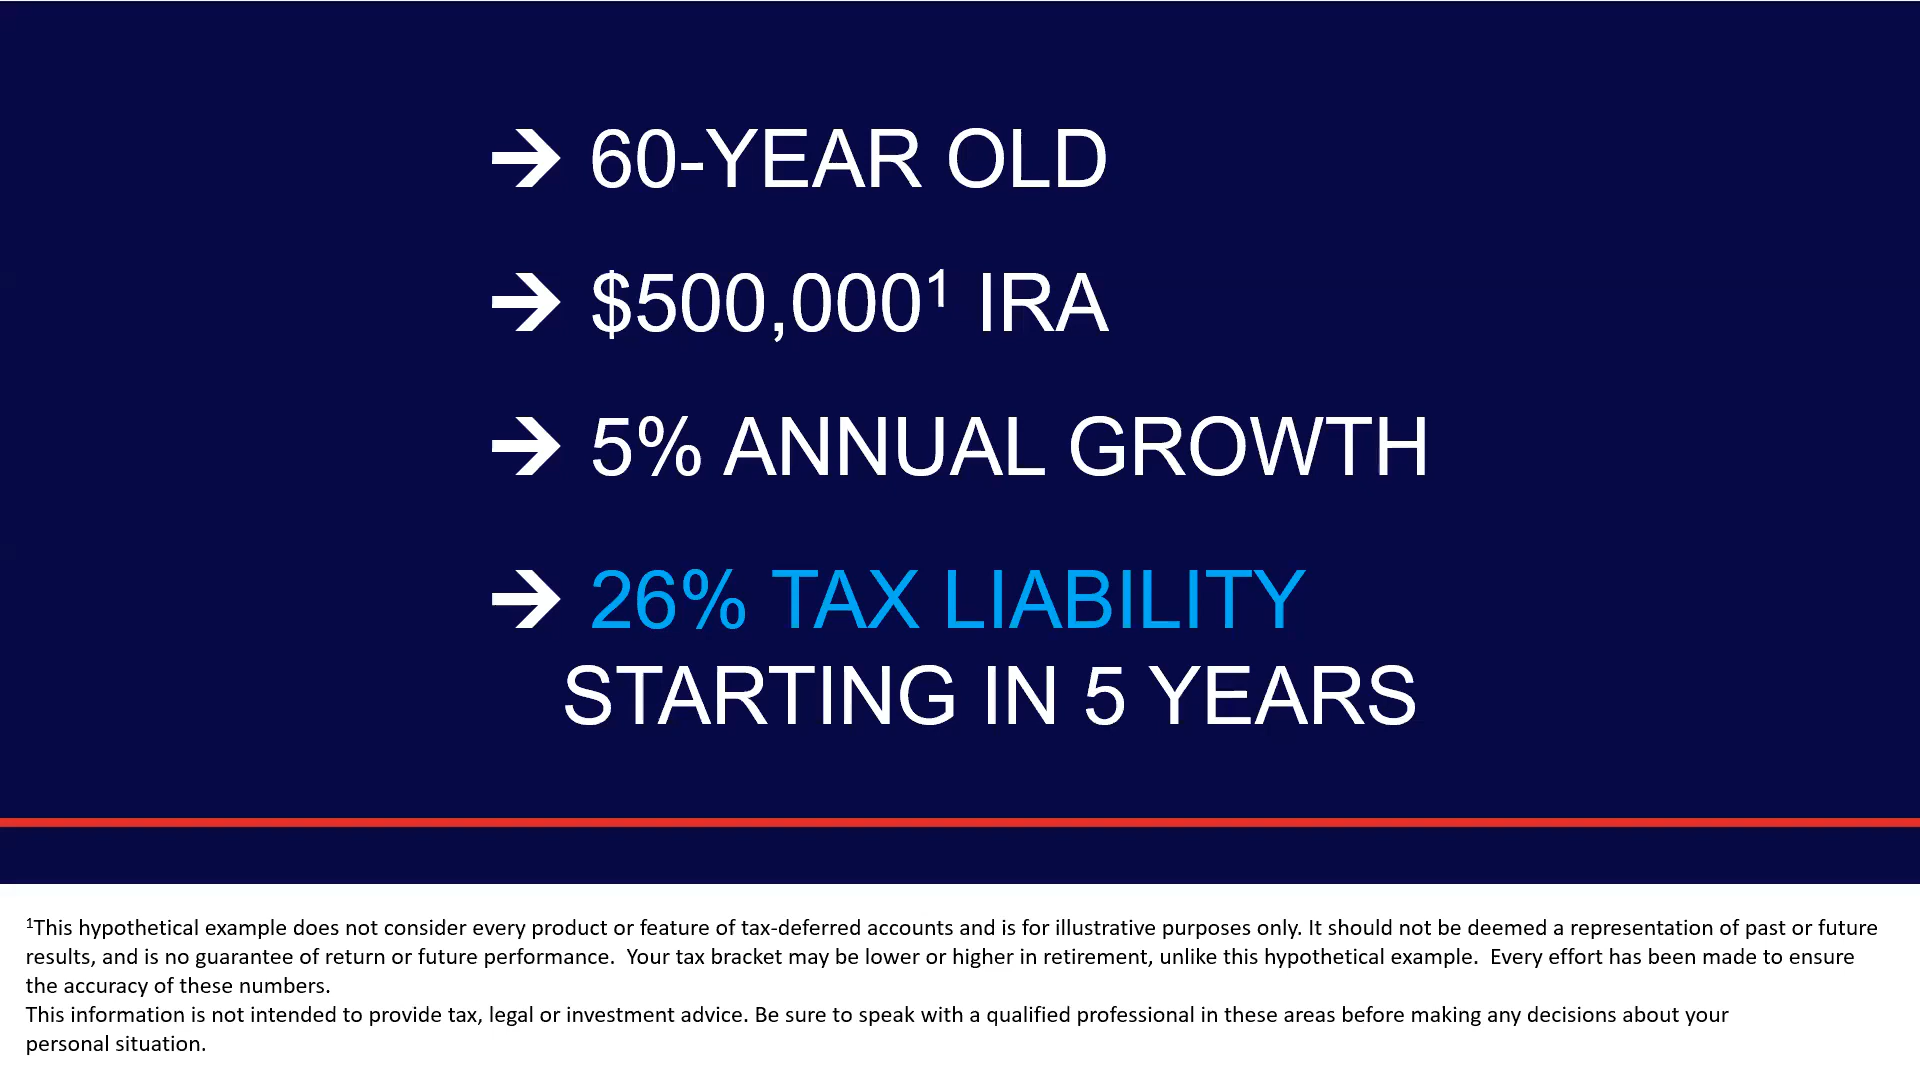 ➔ 60-YEAR OLD
➔ $500,000¹ IRA
➔ 5% ANNUAL GROWTH
➔ 26% TAX LIABILITY
STARTING IN 5 YEARS
¹This hypothetical example does not consider every product or feature of tax-deferred accounts and is for illustrative purposes only. It should not be deemed a representation of past or future
results, and is no guarantee of return or future performance.  Your tax bracket may be lower or higher in retirement, unlike this hypothetical example.  Every effort has been made to ensure
the accuracy of these numbers.
This information is not intended to provide tax, legal or investment advice. Be sure to speak with a qualified professional in these areas before making any decisions about your
personal situation.